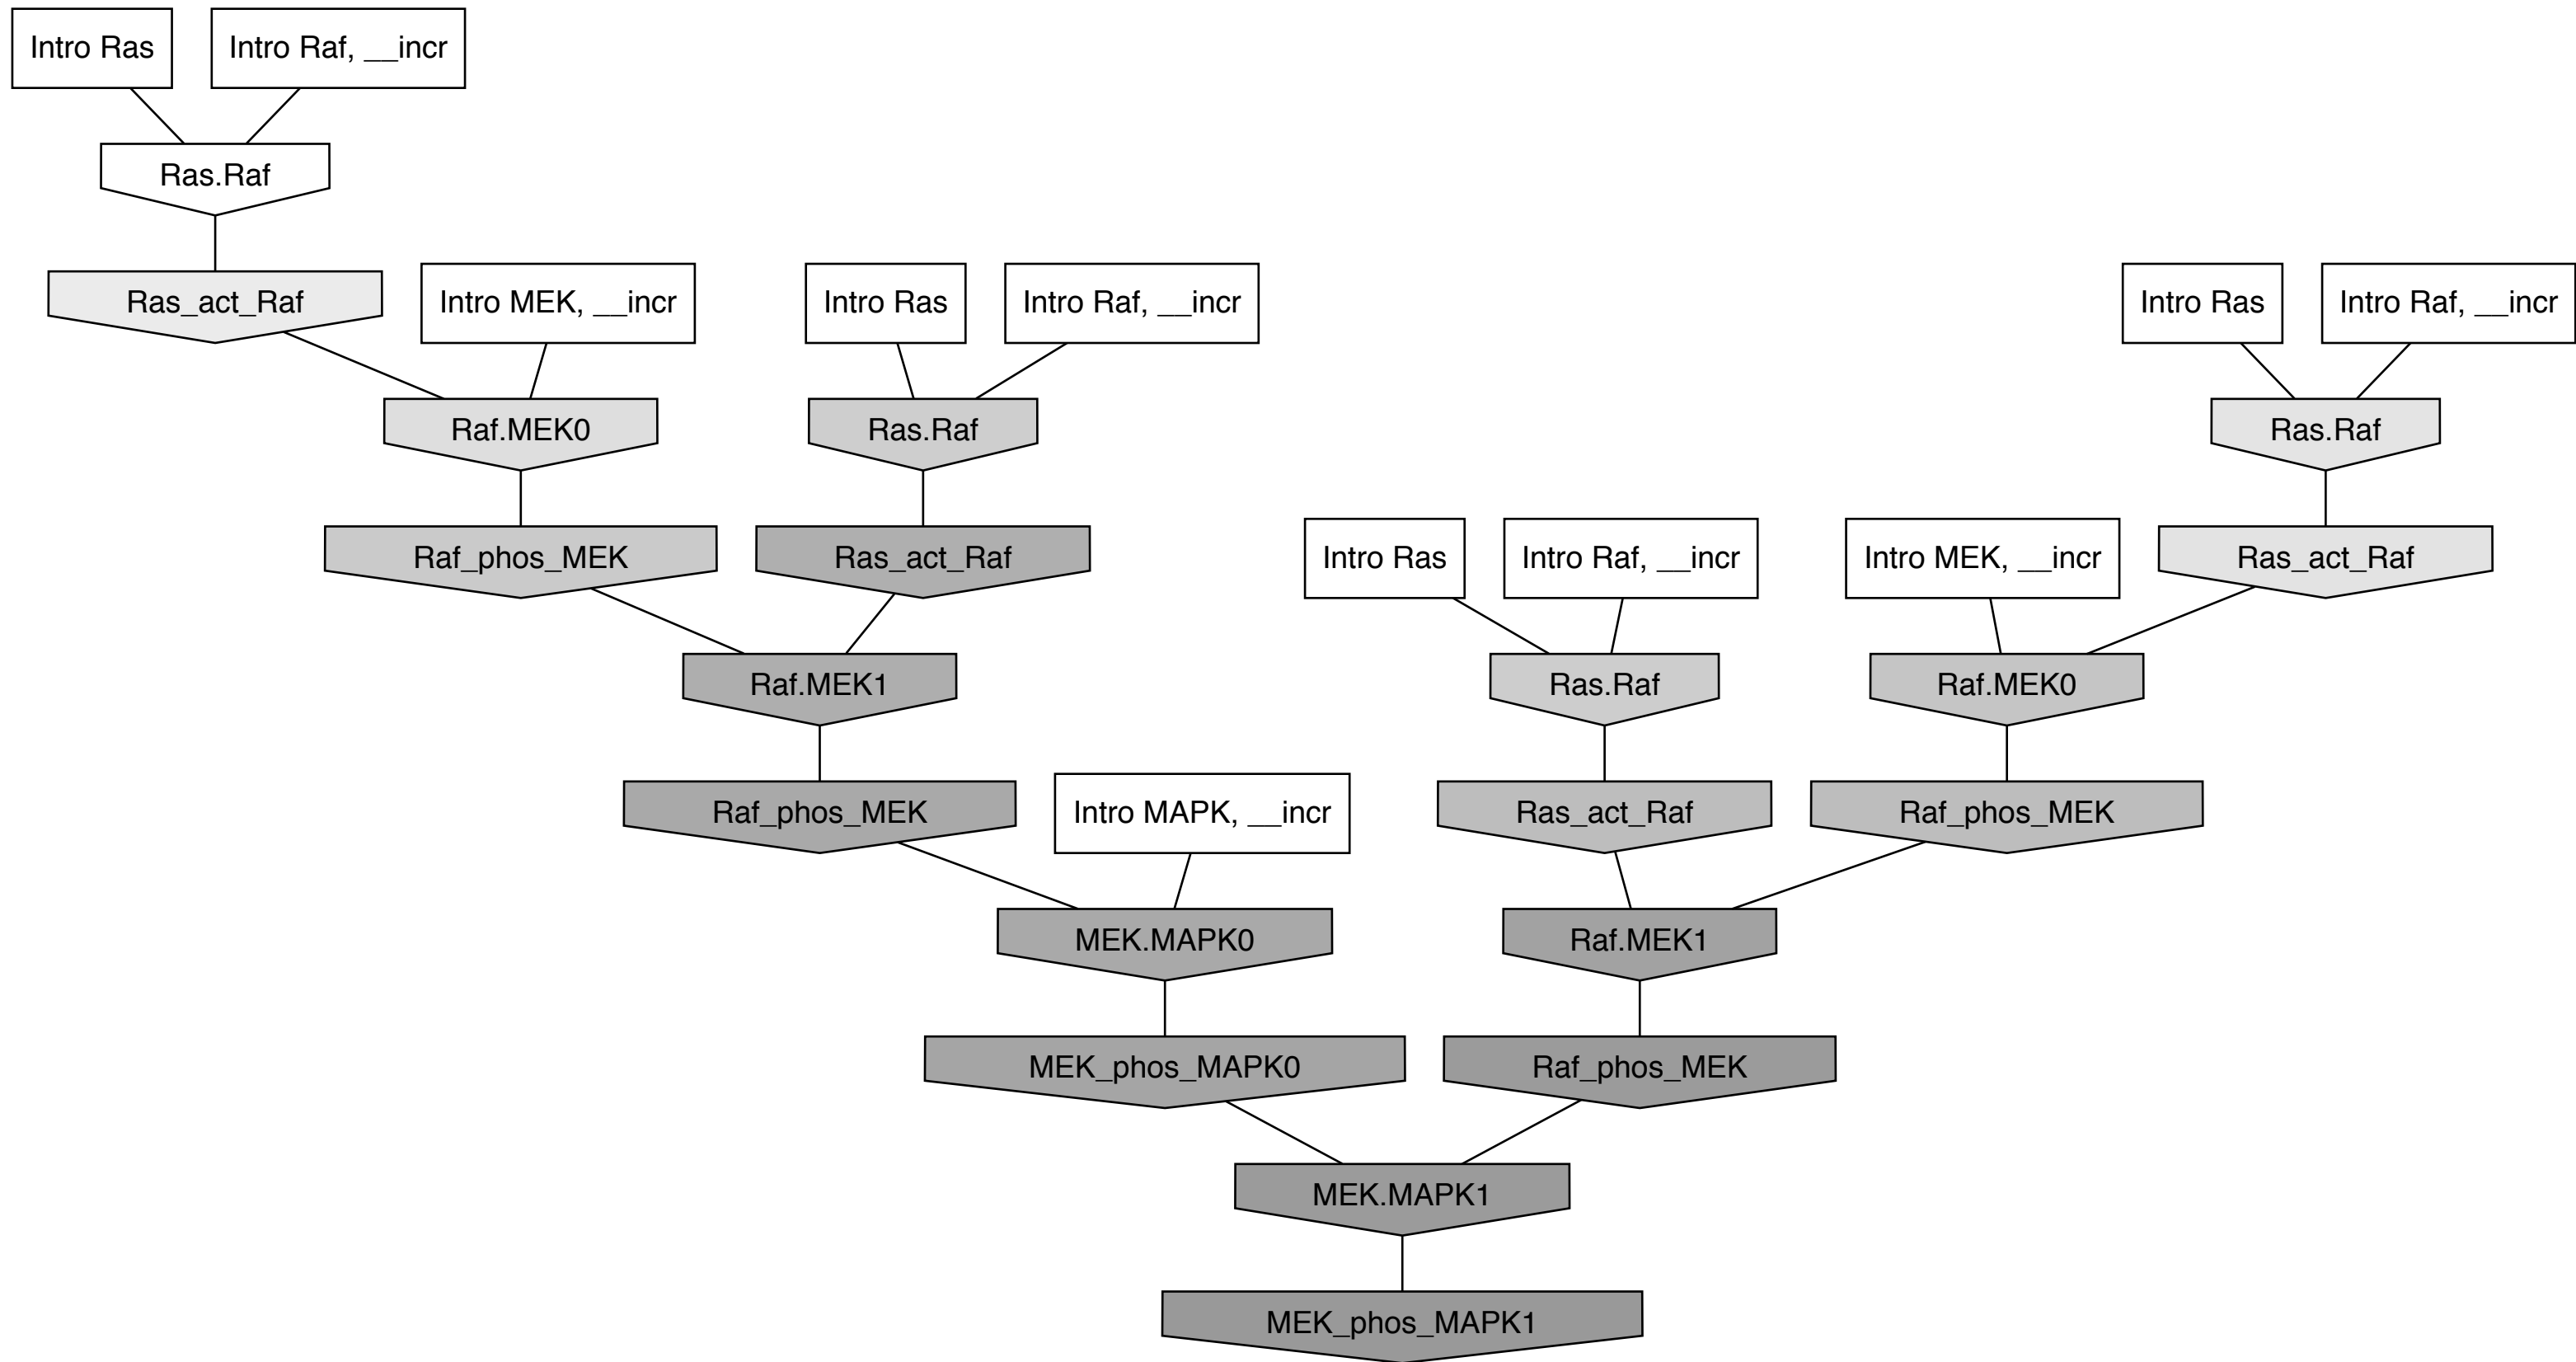 Intro Ras
Intro Raf, __incr
Ras.Raf
Ras_act_Raf
Intro MEK, __incr
Intro Ras
Intro Raf, __incr
Intro Ras
Intro Raf, __incr
Raf.MEK0
Ras.Raf
Ras.Raf
Raf_phos_MEK
Ras_act_Raf
Intro Ras
Intro Raf, __incr
Intro MEK, __incr
Ras_act_Raf
Raf.MEK1
Ras.Raf
Raf.MEK0
Raf_phos_MEK
Intro MAPK, __incr
Ras_act_Raf
Raf_phos_MEK
MEK.MAPK0
Raf.MEK1
MEK_phos_MAPK0
Raf_phos_MEK
MEK.MAPK1
MEK_phos_MAPK1